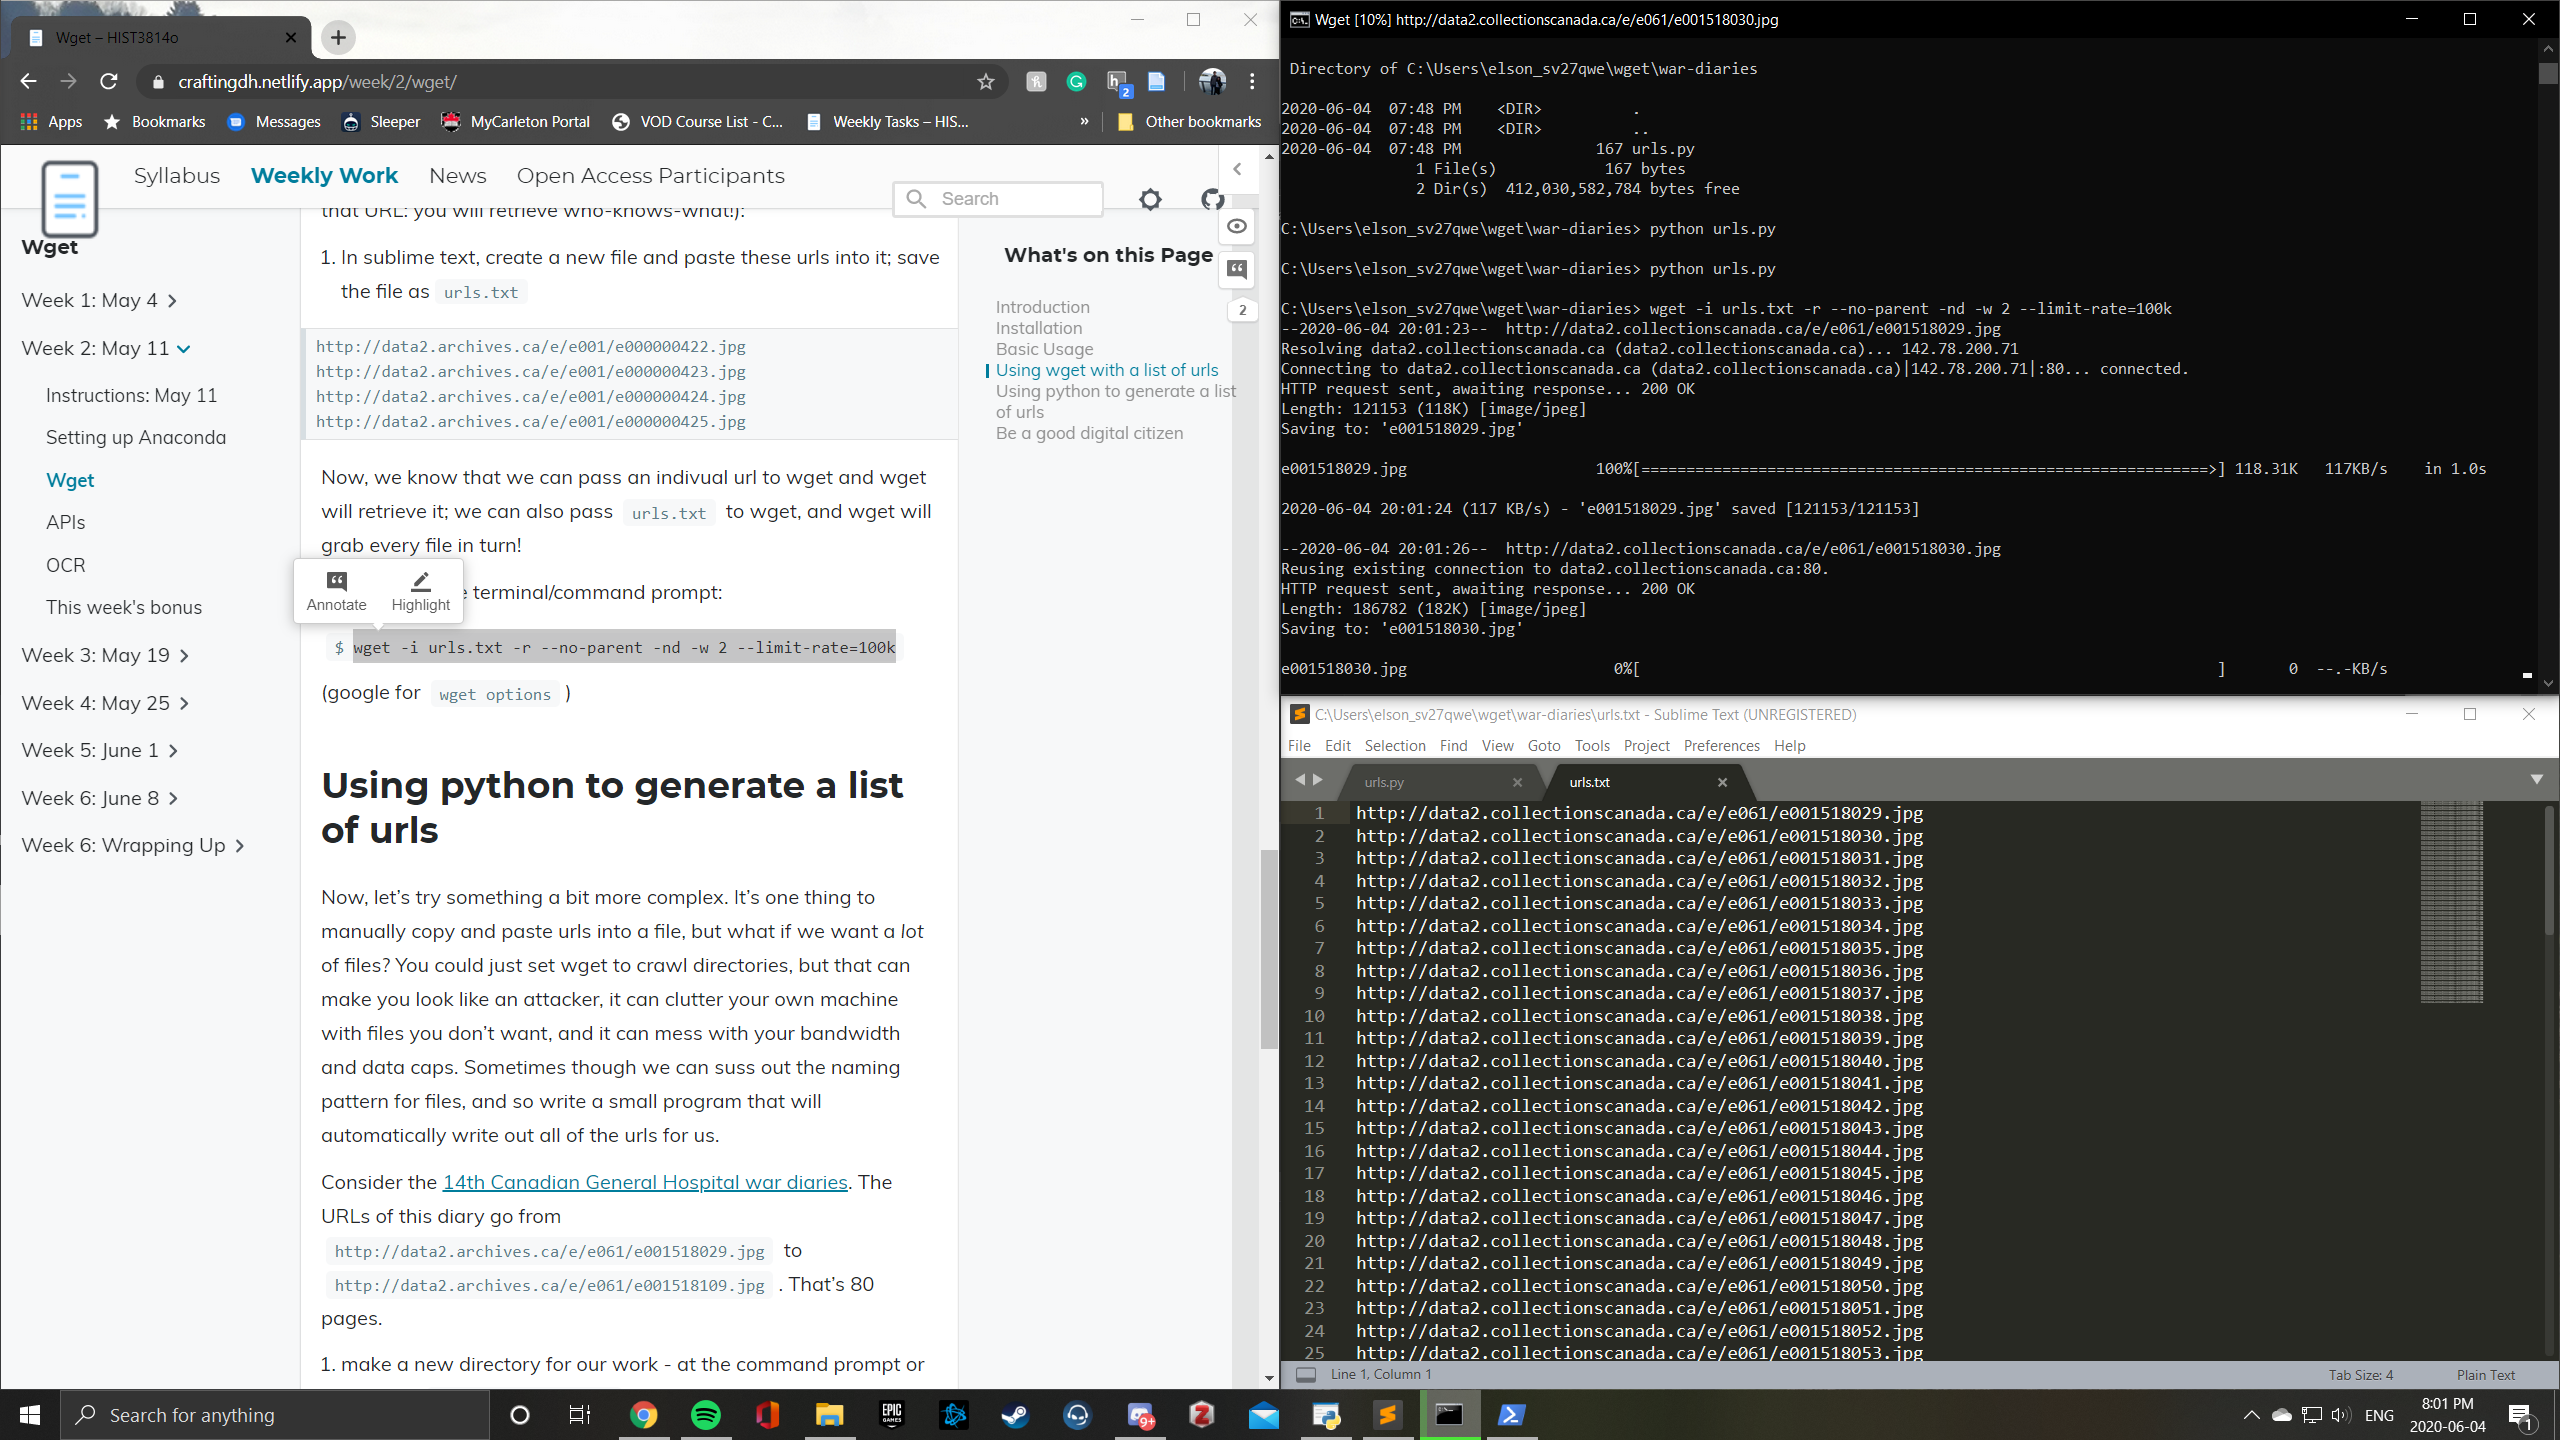 Wget – HIST3814o
craftingdh.netlify.app/week/2/wget/
2
Apps
Bookmarks
Messages
Sleeper
MyCarleton Portal
VOD Course List - C...
Weekly Tasks – HIS...
»
Other bookmarks
Syllabus
Weekly Work
News
Open Access Participants
Search
Wget
Week 1: May 4
Week 2: May 11
Instructions: May 11
Setting up Anaconda
Wget
APIs
OCR
This week's bonus
Week 3: May 19
Week 4: May 25
Week 5: June 1
Week 6: June 8
Week 6: Wrapping Up
that URL: you will retrieve who-knows-what!):
1. In sublime text, create a new file and paste these urls into it; save
the file as urls.txt
http://data2.archives.ca/e/e001/e000000422.jpg
http://data2.archives.ca/e/e001/e000000423.jpg
http://data2.archives.ca/e/e001/e000000424.jpg
http://data2.archives.ca/e/e001/e000000425.jpg
Now, we know that we can pass an indivual url to wget and wget
will retrieve it; we can also pass urls.txt to wget, and wget will
grab every file in turn!
Annotate
Highlight
terminal/command prompt:
$ wget -i urls.txt -r --no-parent -nd -w 2 --limit-rate=100k
(google for wget options )
Using python to generate a list
of urls
Now, let's try something a bit more complex. It's one thing to
manually copy and paste urls into a file, but what if we want a lot
of files? You could just set wget to crawl directories, but that can
make you look like an attacker, it can clutter your own machine
with files you don't want, and it can mess with your bandwidth
and data caps. Sometimes though we can suss out the naming
pattern for files, and so write a small program that will
automatically write out all of the urls for us.
Consider the 14th Canadian General Hospital war diaries. The
URLs of this diary go from
http://data2.archives.ca/e/e061/e001518029.jpg to
http://data2.archives.ca/e/e061/e001518109.jpg . That's 80
pages.
1. make a new directory for our work - at the command prompt or
What's on this Page
Introduction
Installation
Basic Usage
Using wget with a list of urls
Using python to generate a list
of urls
Be a good digital citizen
2
Wget [10%] http://data2.collectionscanada.ca/e/e061/e001518030.jpg
Directory of C:\Users\elson_sv27qwe\wget\war-diaries
2020-06-04 07:48 PM <DIR> .
2020-06-04 07:48 PM <DIR> ..
2020-06-04 07:48 PM 167 urls.py
1 File(s) 167 bytes
2 Dir(s) 412,030,582,784 bytes free
C:\Users\elson_sv27qwe\wget\war-diaries> python urls.py
C:\Users\elson_sv27qwe\wget\war-diaries> python urls.py
C:\Users\elson_sv27qwe\wget\war-diaries> wget -i urls.txt -r --no-parent -nd -w 2 --limit-rate=100k
--2020-06-04 20:01:23-- http://data2.collectionscanada.ca/e/e061/e001518029.jpg
Resolving data2.collectionscanada.ca (data2.collectionscanada.ca)... 142.78.200.71
Connecting to data2.collectionscanada.ca (data2.collectionscanada.ca)|142.78.200.71|:80... connected.
HTTP request sent, awaiting response... 200 OK
Length: 121153 (118K) [image/jpeg]
Saving to: 'e001518029.jpg'
e001518029.jpg 100%[===============================================================>] 118.31K 117KB/s in 1.0s
2020-06-04 20:01:24 (117 KB/s) - 'e001518029.jpg' saved [121153/121153]
--2020-06-04 20:01:26-- http://data2.collectionscanada.ca/e/e061/e001518030.jpg
Reusing existing connection to data2.collectionscanada.ca:80.
HTTP request sent, awaiting response... 200 OK
Length: 186782 (182K) [image/jpeg]
Saving to: 'e001518030.jpg'
e001518030.jpg 0%[ ] 0 --.-KB/s
C:\Users\elson_sv27qwe\wget\war-diaries\urls.txt - Sublime Text (UNREGISTERED)
File Edit Selection Find View Goto Tools Project Preferences Help
urls.py
urls.txt
1 http://data2.collectionscanada.ca/e/e061/e001518029.jpg
2 http://data2.collectionscanada.ca/e/e061/e001518030.jpg
3 http://data2.collectionscanada.ca/e/e061/e001518031.jpg
4 http://data2.collectionscanada.ca/e/e061/e001518032.jpg
5 http://data2.collectionscanada.ca/e/e061/e001518033.jpg
6 http://data2.collectionscanada.ca/e/e061/e001518034.jpg
7 http://data2.collectionscanada.ca/e/e061/e001518035.jpg
8 http://data2.collectionscanada.ca/e/e061/e001518036.jpg
9 http://data2.collectionscanada.ca/e/e061/e001518037.jpg
10 http://data2.collectionscanada.ca/e/e061/e001518038.jpg
11 http://data2.collectionscanada.ca/e/e061/e001518039.jpg
12 http://data2.collectionscanada.ca/e/e061/e001518040.jpg
13 http://data2.collectionscanada.ca/e/e061/e001518041.jpg
14 http://data2.collectionscanada.ca/e/e061/e001518042.jpg
15 http://data2.collectionscanada.ca/e/e061/e001518043.jpg
16 http://data2.collectionscanada.ca/e/e061/e001518044.jpg
17 http://data2.collectionscanada.ca/e/e061/e001518045.jpg
18 http://data2.collectionscanada.ca/e/e061/e001518046.jpg
19 http://data2.collectionscanada.ca/e/e061/e001518047.jpg
20 http://data2.collectionscanada.ca/e/e061/e001518048.jpg
21 http://data2.collectionscanada.ca/e/e061/e001518049.jpg
22 http://data2.collectionscanada.ca/e/e061/e001518050.jpg
23 http://data2.collectionscanada.ca/e/e061/e001518051.jpg
24 http://data2.collectionscanada.ca/e/e061/e001518052.jpg
25 http://data2.collectionscanada.ca/e/e061/e001518053.jpg
Line 1, Column 1
Tab Size: 4
Plain Text
Search for anything
EPIC
GAMES
9+
ENG
8:01 PM
2020-06-04
1